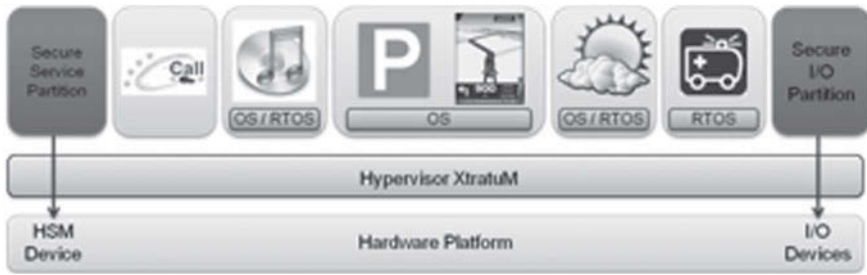 Secure
Service
Partition
Call
OS / RTOS
P
OS
OS / RTOS
RTOS
Secure
I/O
Partition
Hypervisor XtratuM
HSM
Device
Hardware Platform
I/O
Devices